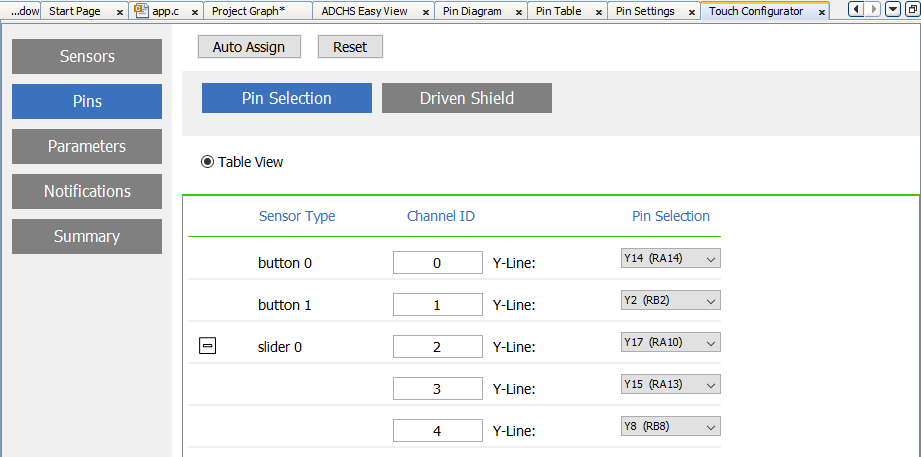 ...dow Start Page × app.c × Project Graph* × ADCHS Easy View × Pin Diagram × Pin Table × Pin Settings × Touch Configurator ×
Auto Assign Reset
Sensors
Pins
Parameters
Notifications
Summary
Pin Selection Driven Shield
Table View
Sensor Type Channel ID Pin Selection
button 0 0 Y-Line: Y14 (RA14)
button 1 1 Y-Line: Y2 (RB2)
slider 0 2 Y-Line: Y17 (RA10)
3 Y-Line: Y15 (RA13)
4 Y-Line: Y8 (RB8)